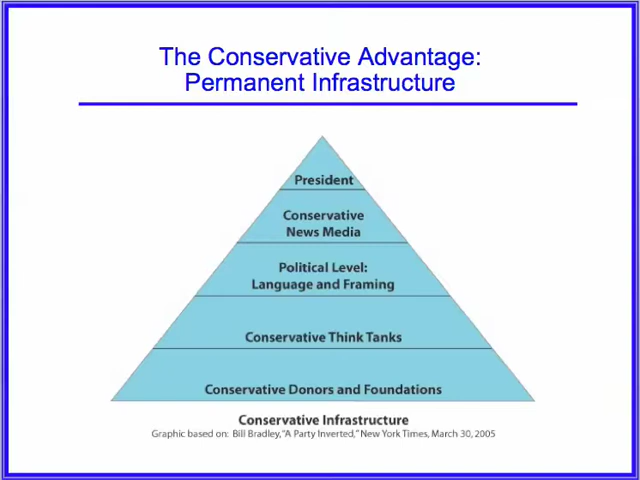 The Conservative Advantage:
Permanent Infrastructure
President
Conservative
News Media
Political Level:
Language and Framing
Conservative Think Tanks
Conservative Donors and Foundations
Conservative Infrastructure
Graphic based on: Bill Bradley, "A Party Inverted," New York Times, March 30, 2005